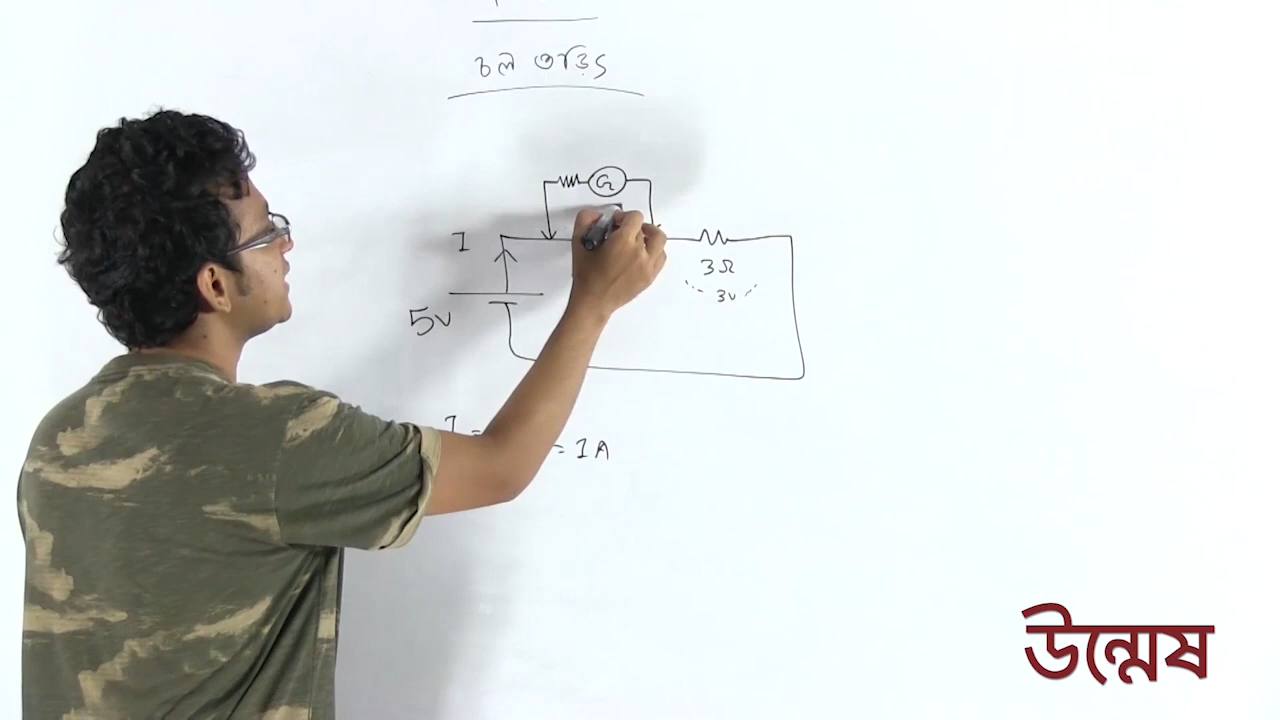 চল তড়িৎ
G
I
3Ω
3v
5v
I =
= 1A
উন্মেষ